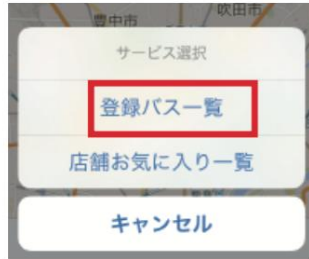 豊中市
吹田市
サービス選択
登録バス一覧
店舗お気に入り一覧
キャンセル